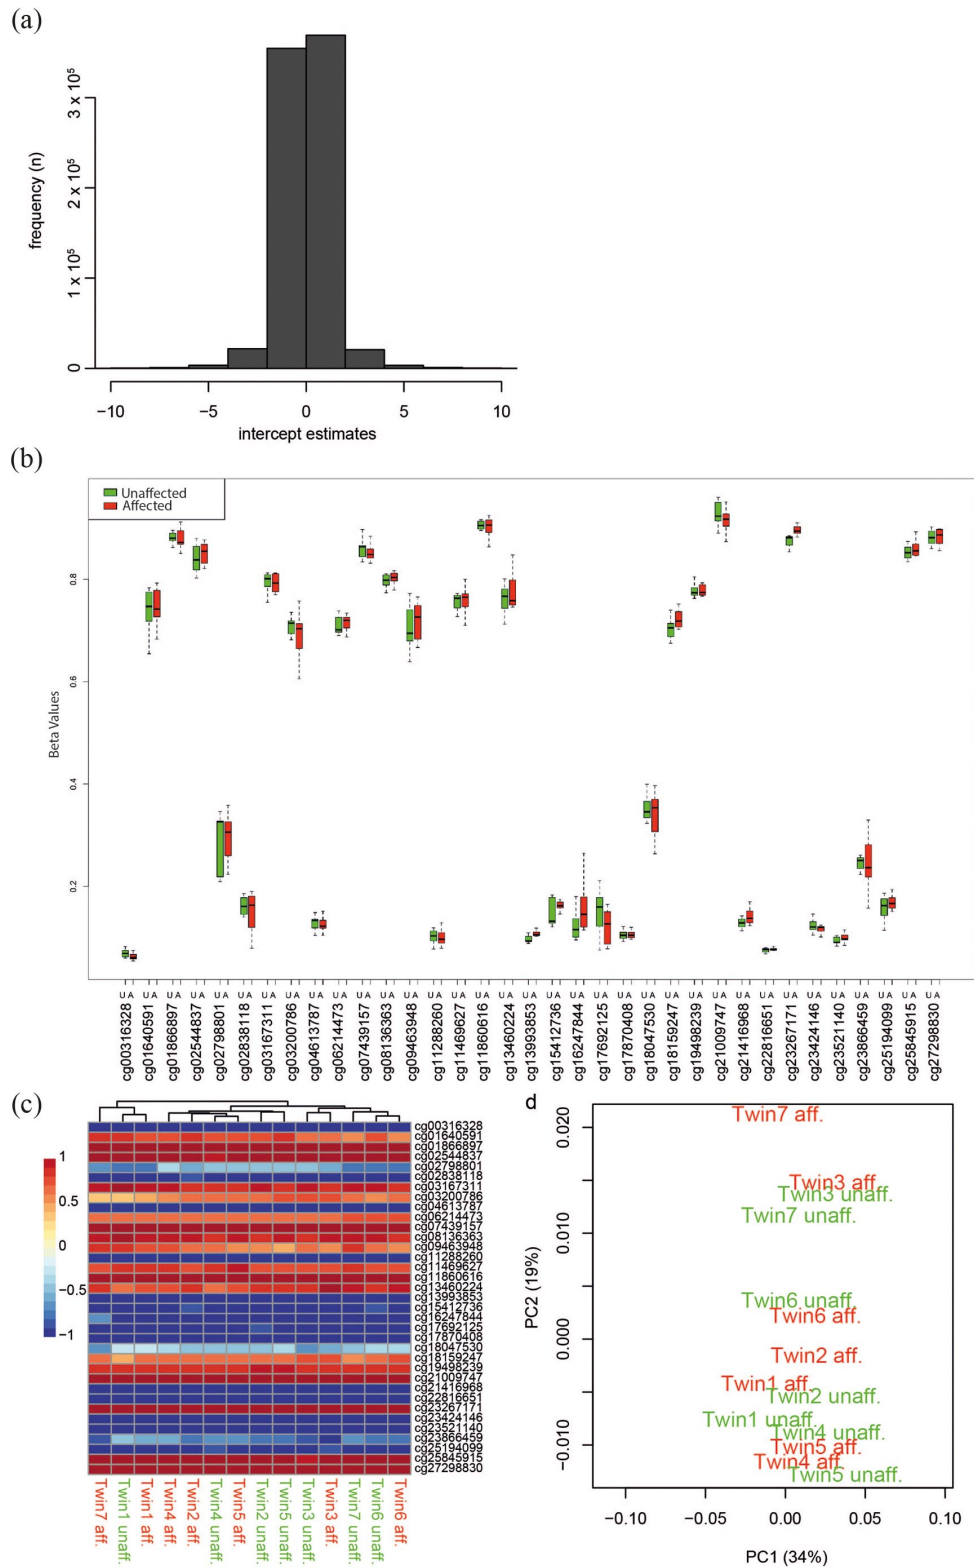 (a)
3 x 10⁵
2 x 10⁵
1 x 10⁵
0
frequency (n)
−10 −5 0 5 10
intercept estimates
(b)
Unaffected
Affected
0.8
0.6
0.4
0.2
Beta Values
U A U A U A U A U A U A U A U A U A U A U A U A U A U A U A U A U A U A U A U A U A U A U A U A U A U A U A U A U A U A U A U A U A U A U A
cg00316328
cg01640591
cg01866897
cg02544837
cg02798801
cg02838118
cg03167311
cg03200786
cg04613787
cg06214473
cg07439157
cg08136363
cg09463948
cg11288260
cg11469627
cg11860616
cg13460224
cg13993853
cg15412736
cg16247844
cg17692125
cg17870408
cg18047530
cg18159247
cg19498239
cg21009747
cg21416968
cg22816651
cg23267171
cg23424146
cg23521140
cg23866459
cg25194099
cg25845915
cg27298830
(c)
1
0.5
0
−0.5
−1
cg00316328
cg01640591
cg01866897
cg02544837
cg02798801
cg02838118
cg03167311
cg03200786
cg04613787
cg06214473
cg07439157
cg08136363
cg09463948
cg11288260
cg11469627
cg11860616
cg13460224
cg13993853
cg15412736
cg16247844
cg17692125
cg17870408
cg18047530
cg18159247
cg19498239
cg21009747
cg21416968
cg22816651
cg23267171
cg23424146
cg23521140
cg23866459
cg25194099
cg25845915
cg27298830
Twin7 aff.
Twin1 unaff.
Twin1 aff.
Twin4 aff.
Twin2 aff.
Twin4 unaff.
Twin5 aff.
Twin2 unaff.
Twin5 unaff.
Twin3 unaff.
Twin3 aff.
Twin7 unaff.
Twin6 unaff.
Twin6 aff.
d
0.020
0.010
0.000
−0.010
PC2 (19%)
Twin7 aff.
Twin3 aff.
Twin3 unaff.
Twin7 unaff.
Twin6 unaff.
Twin6 aff.
Twin2 aff.
Twin1 aff.
Twin2 unaff.
Twin1 unaff.
Twin4 unaff.
Twin5 aff.
Twin4 aff.
Twin5 unaff.
−0.10 −0.05 0.00 0.05 0.10
PC1 (34%)